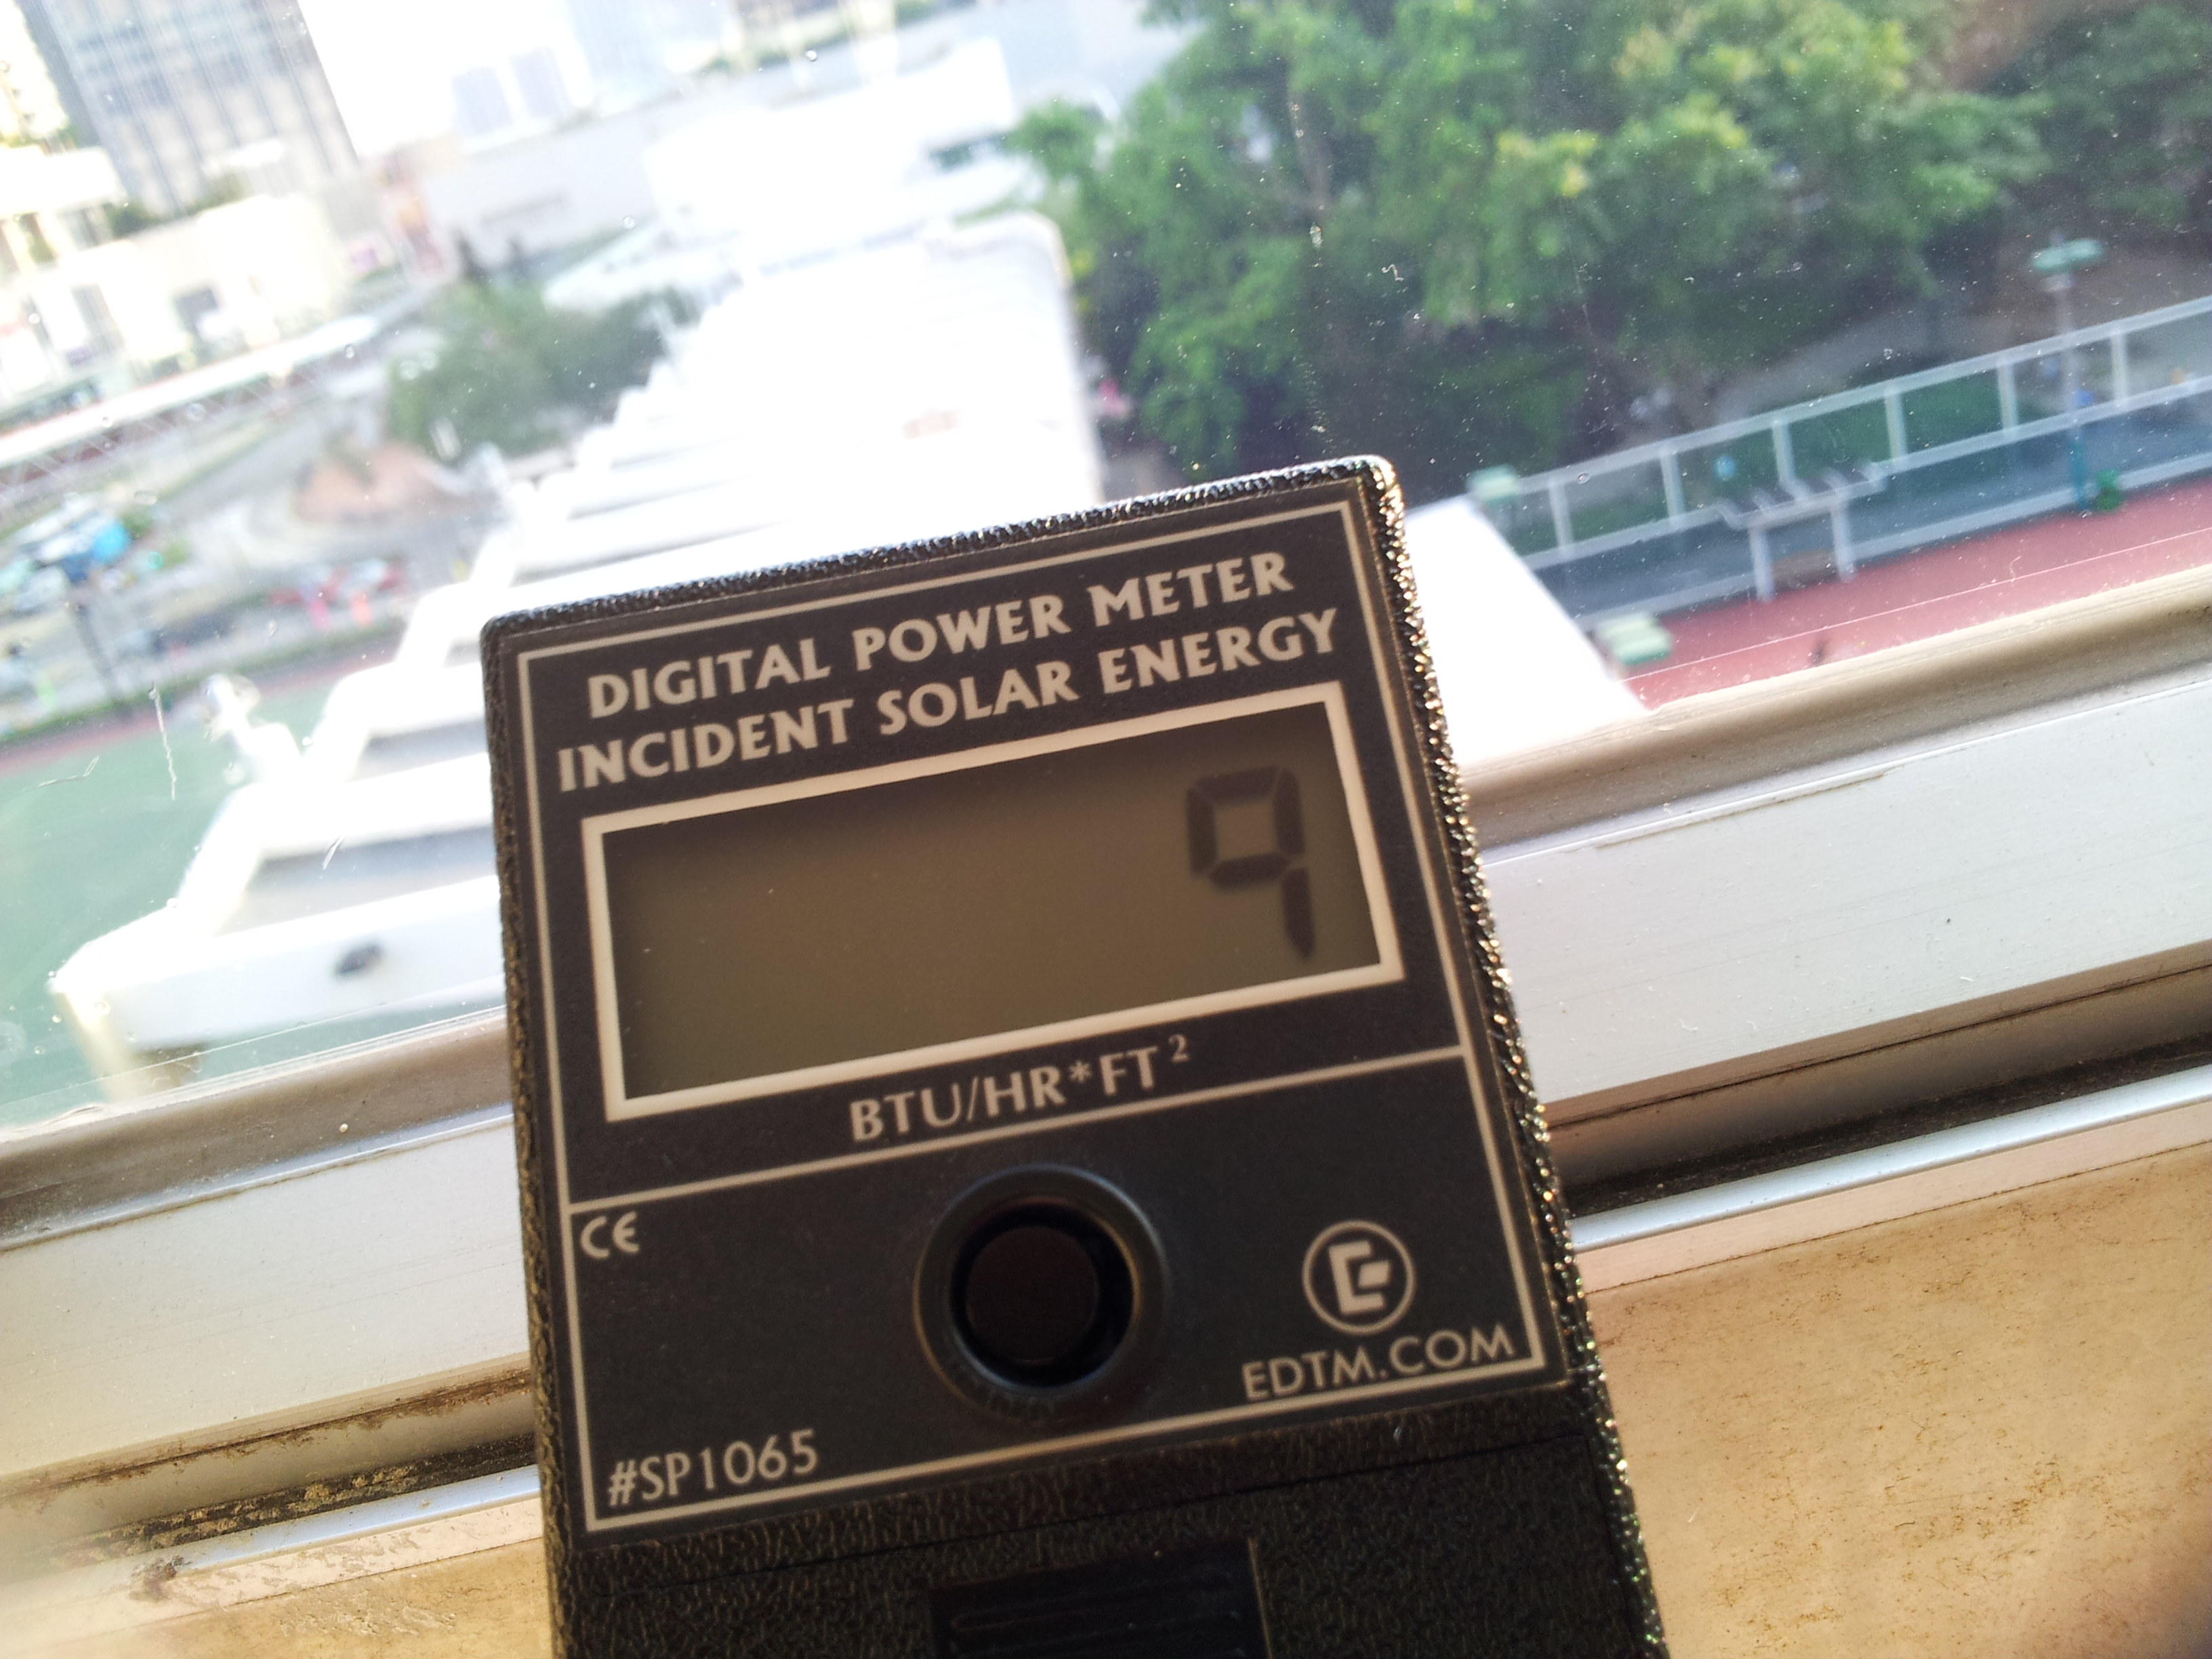 DIGITAL POWER METER
INCIDENT SOLAR ENERGY
9
BTU/HR*FT²
CE
EDTM.COM
#SP1065